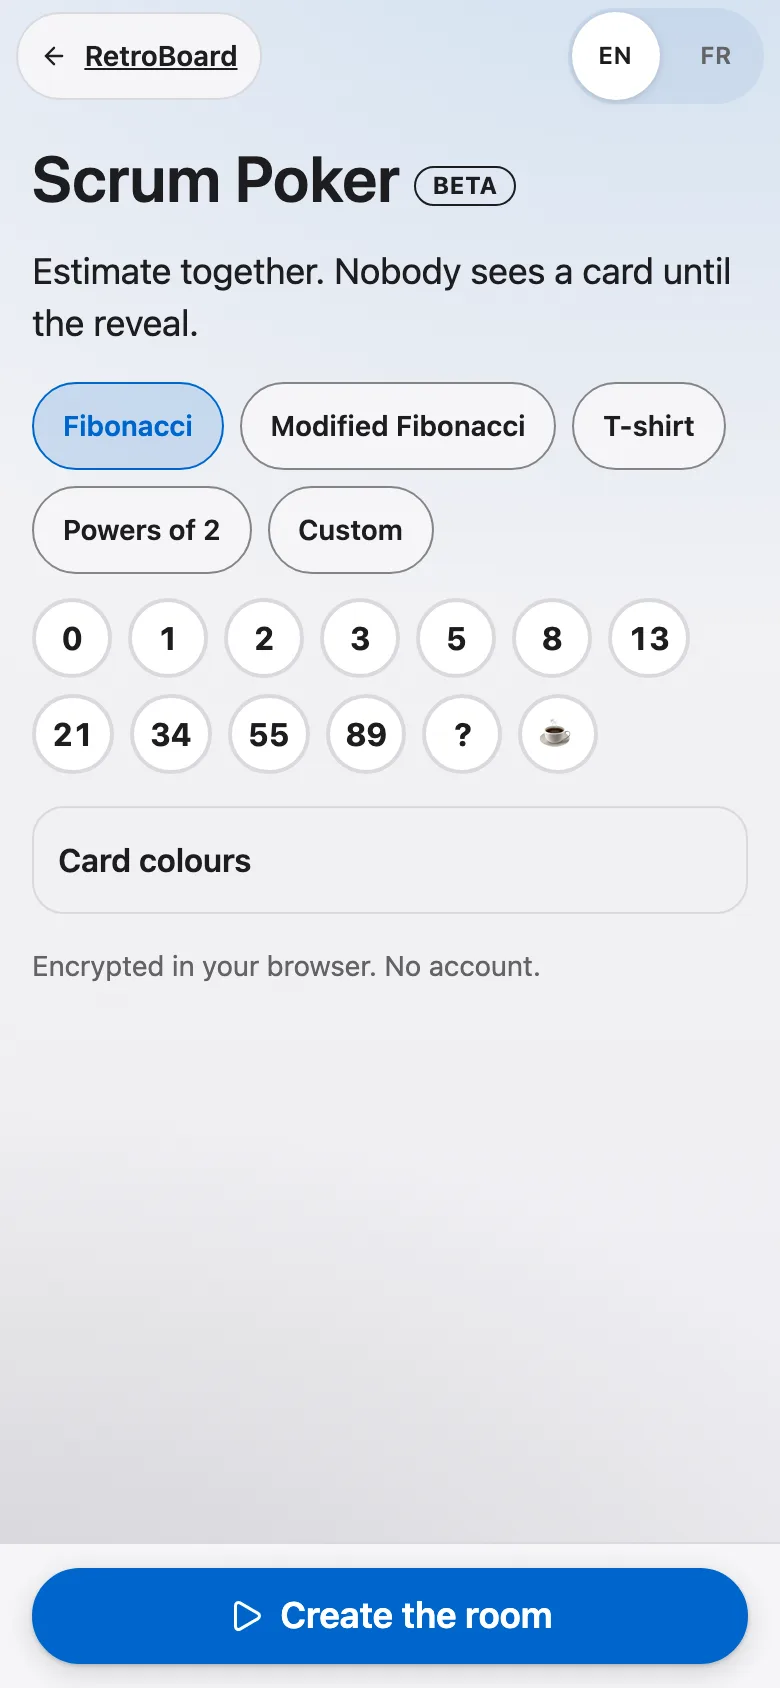 RetroBoard
EN FR
Scrum Poker BETA
Estimate together. Nobody sees a card until
the reveal.
Fibonacci Modified Fibonacci T-shirt
Powers of 2 Custom
0 1 2 3 5 8 13
21 34 55 89 ?
Card colours
Encrypted in your browser. No account.
Create the room